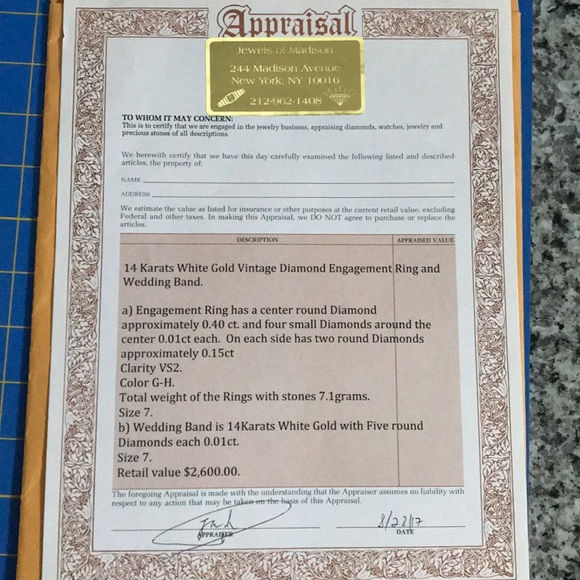 Appraisal
Jewels of Madison
244 Madison Avenue
New York, NY 10016
212-962-1408
TO WHOM IT MAY CONCERN:
This is to certify that we are engaged in the jewelry business, appraising diamonds, watches, jewelry and
precious stones of all descriptions.
We herewith certify that we have this day carefully examined the following listed and described
articles, the property of:
NAME
ADDRESS
We estimate the value as listed for insurance or other purposes at the current retail value, excluding
Federal and other taxes. In making this Appraisal, we DO NOT agree to purchase or replace the
articles.
DESCRIPTION APPRAISED VALUE
14 Karats White Gold Vintage Diamond Engagement Ring and
Wedding Band.
a) Engagement Ring has a center round Diamond
approximately 0.40 ct. and four small Diamonds around the
center 0.01ct each. On each side has two round Diamonds
approximately 0.15ct
Clarity VS2.
Color G-H.
Total weight of the Rings with stones 7.1grams.
Size 7.
b) Wedding Band is 14Karats White Gold with Five round
Diamonds each 0.01ct.
Size 7.
Retail value $2,600.00.
The foregoing Appraisal is made with the understanding that the Appraiser assumes no liability with
respect to any action that may be taken on the basis of this Appraisal.
8/23/17
APPRAISER DATE